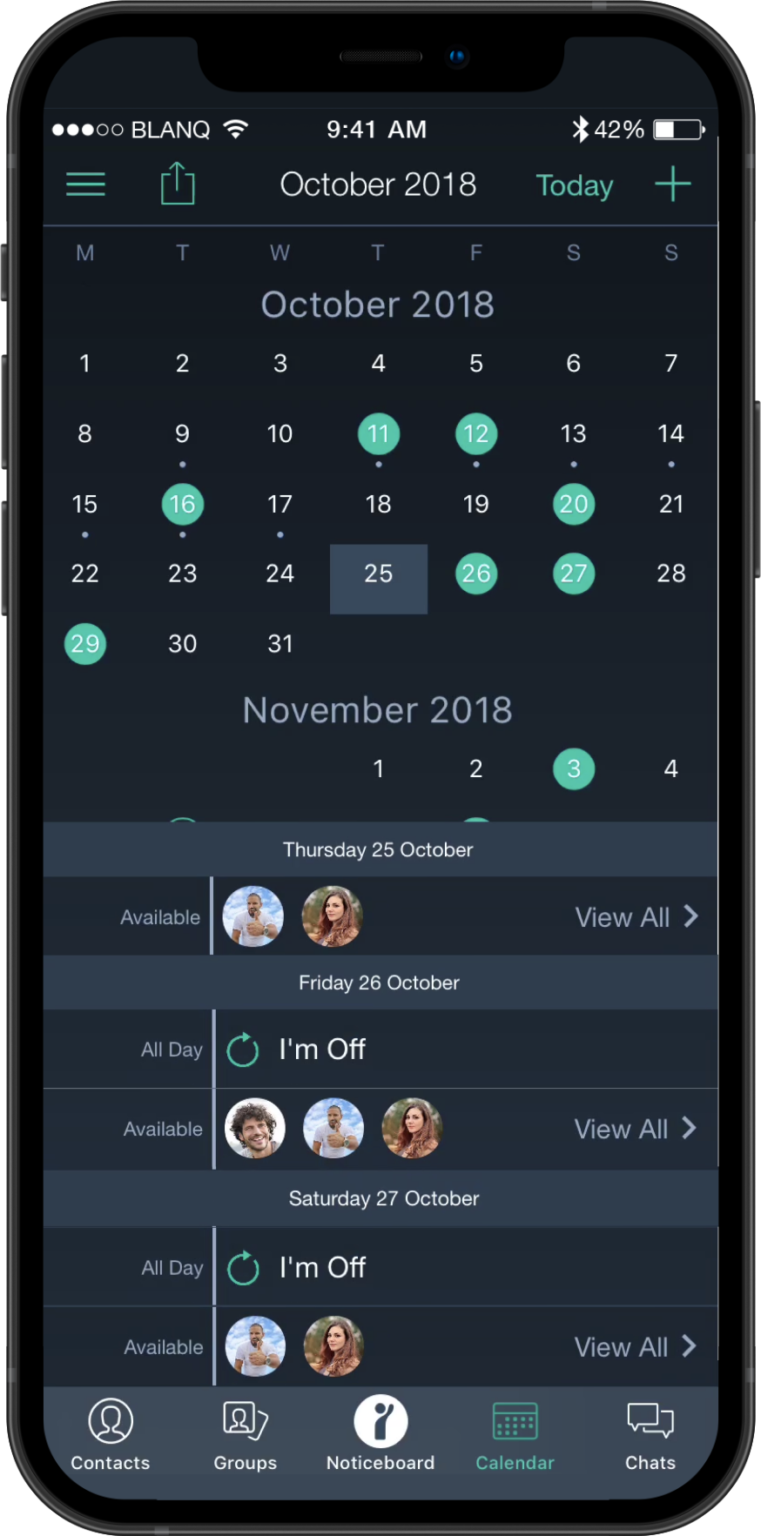 BLANQ 9:41 AM 42%
October 2018 Today
M T W T F S S
October 2018
1 2 3 4 5 6 7
8 9 10 11 12 13 14
15 16 17 18 19 20 21
22 23 24 25 26 27 28
29 30 31
November 2018
1 2 3 4
Thursday 25 October
Available View All
Friday 26 October
All Day I'm Off
Available View All
Saturday 27 October
All Day I'm Off
Available View All
Contacts Groups Noticeboard Calendar Chats